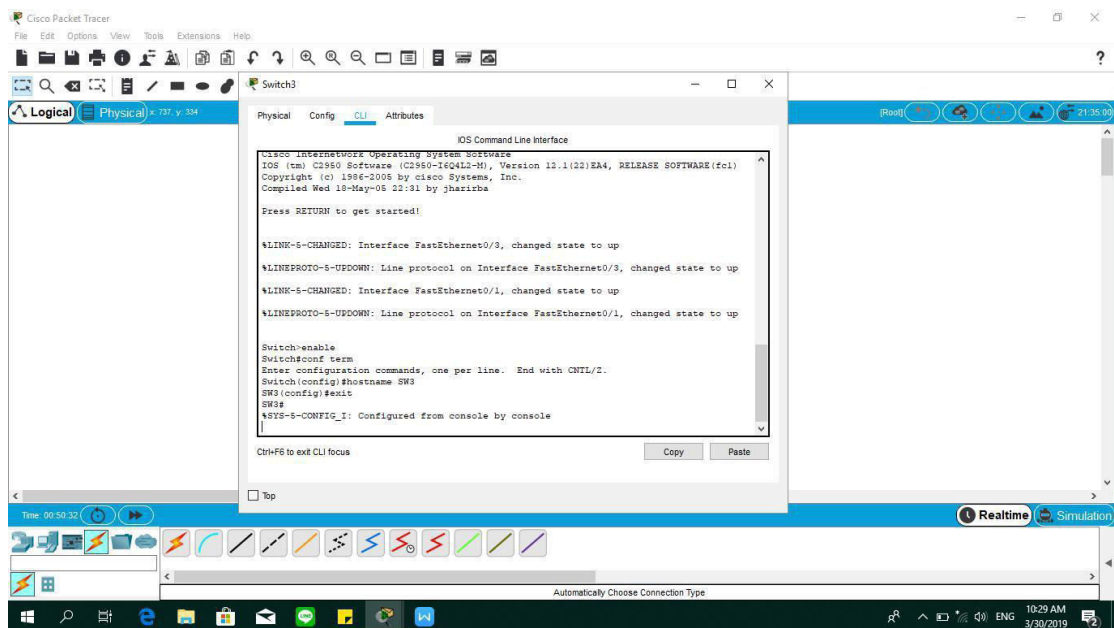 Cisco Packet Tracer
File Edit Options View Tools Extensions Help
?
Switch3
Logical Physical x: 737, y: 334
[Root] 21:35:00
Physical Config CLI Attributes
IOS Command Line Interface
Cisco Internetwork Operating System Software
IOS (tm) C2950 Software (C2950-I6Q4L2-M), Version 12.1(22)EA4, RELEASE SOFTWARE(fc1)
Copyright (c) 1986-2005 by cisco Systems, Inc.
Compiled Wed 18-May-05 22:31 by jharirba
Press RETURN to get started!
%LINK-5-CHANGED: Interface FastEthernet0/3, changed state to up
%LINEPROTO-5-UPDOWN: Line protocol on Interface FastEthernet0/3, changed state to up
%LINK-5-CHANGED: Interface FastEthernet0/1, changed state to up
%LINEPROTO-5-UPDOWN: Line protocol on Interface FastEthernet0/1, changed state to up
Switch>enable
Switch#conf term
Enter configuration commands, one per line. End with CNTL/Z.
Switch(config)#hostname SW3
SW3(config)#exit
SW3#
%SYS-5-CONFIG_I: Configured from console by console
Ctrl+F6 to exit CLI focus
Copy Paste
Top
Time: 00:50:32
Realtime Simulation
Automatically Choose Connection Type
ENG 10:29 AM
3/30/2019